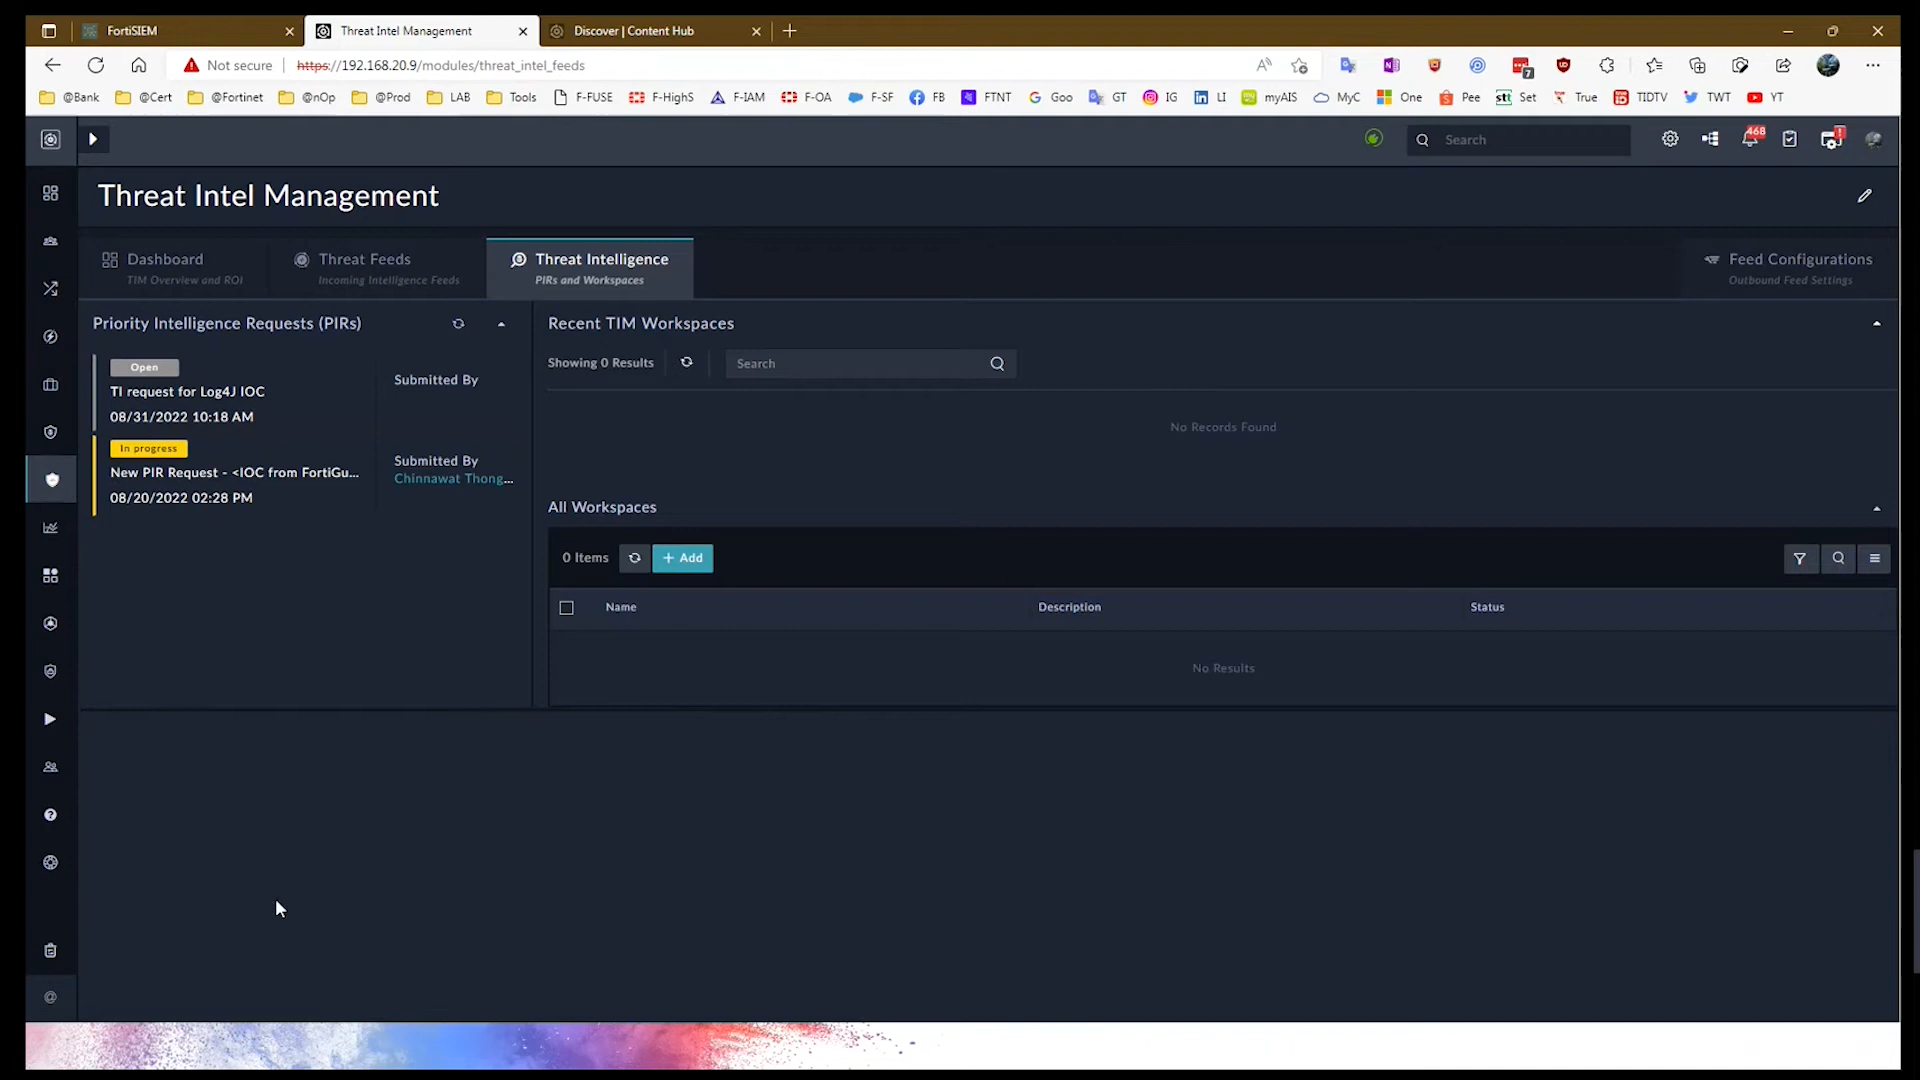 FortiSIEM
Threat Intel Management
Discover | Content Hub
Not secure
https://192.168.20.9/modules/threat_intel_feeds
7
@Bank
@Cert
@Fortinet
@nOp
@Prod
LAB
Tools
F-FUSE
F-HighS
F-IAM
F-OA
F-SF
FB
FTNT
Goo
GT
IG
LI
myAIS
MyC
One
Pee
stt Set
True
TIDTV
TWT
YT
Search
468
Threat Intel Management
Dashboard
TIM Overview and ROI
Threat Feeds
Incoming Intelligence Feeds
Threat Intelligence
PIRs and Workspaces
Feed Configurations
Outbound Feed Settings
Priority Intelligence Requests (PIRs)
Open
TI request for Log4J IOC
08/31/2022 10:18 AM
Submitted By
In progress
New PIR Request - <IOC from FortiGu...
08/20/2022 02:28 PM
Submitted By
Chinnawat Thong...
Recent TIM Workspaces
Showing 0 Results
Search
No Records Found
All Workspaces
0 Items
+ Add
Name
Description
Status
No Results